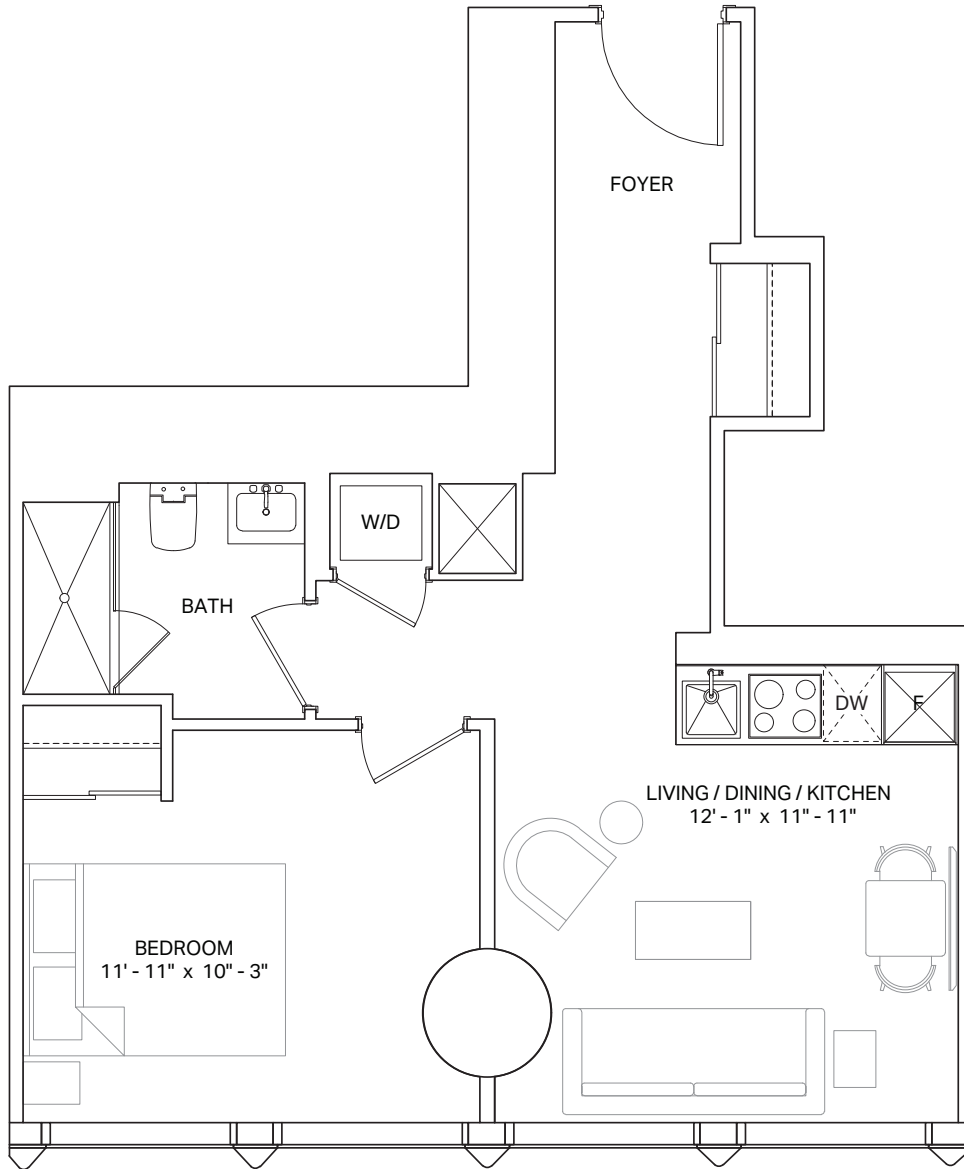 FOYER
W/D
BATH
DW
F
LIVING / DINING / KITCHEN
12' - 1" x 11" - 11"
BEDROOM
11' - 11" x 10" - 3"